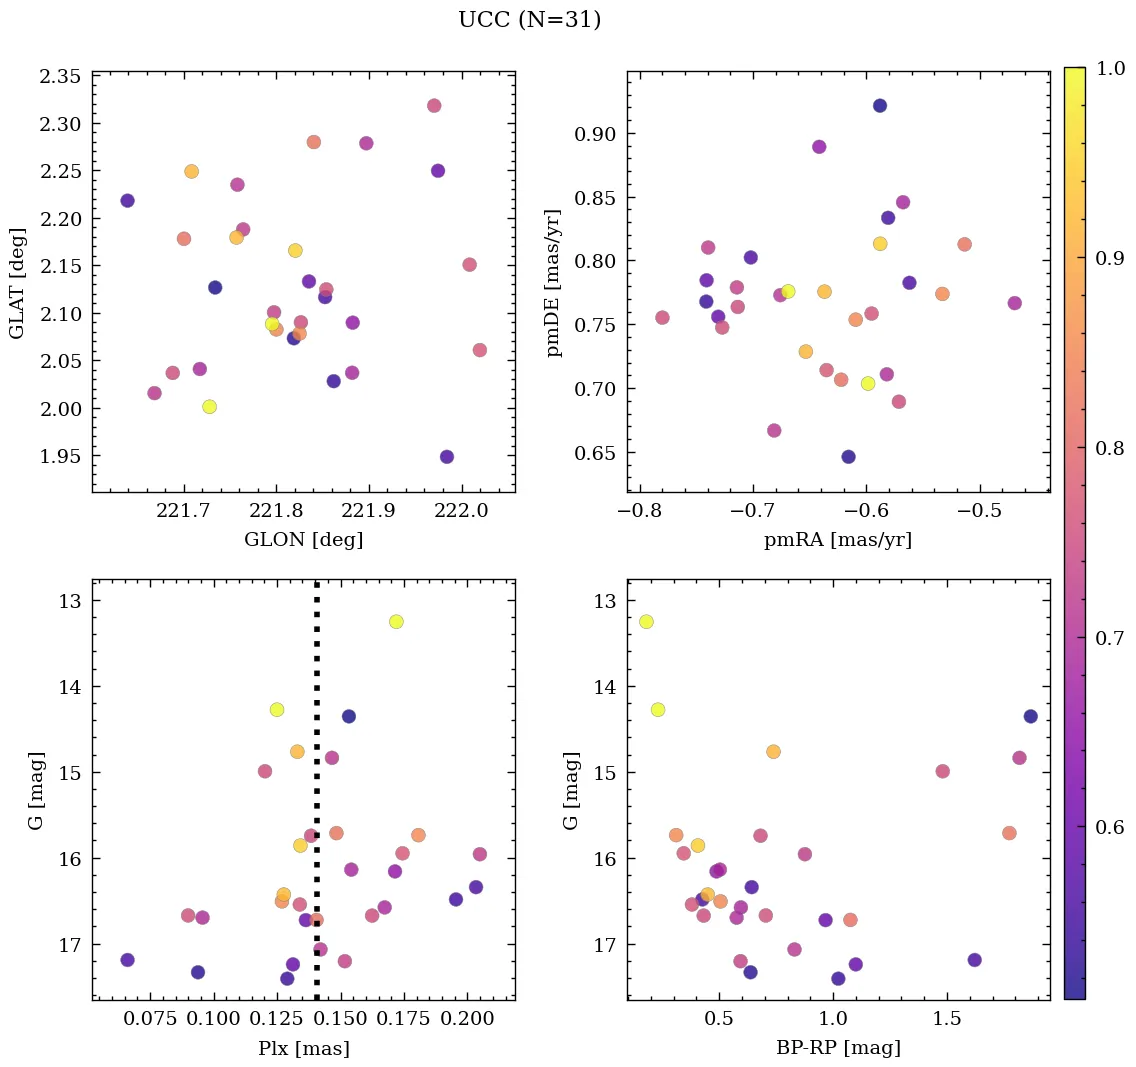 UCC (N=31)
2.35
2.30
2.25
2.20
2.15
2.10
2.05
2.00
1.95
GLAT [deg]
221.7 221.8 221.9 222.0
GLON [deg]
0.90
0.85
0.80
0.75
0.70
0.65
pmDE [mas/yr]
−0.8 −0.7 −0.6 −0.5
pmRA [mas/yr]
13
14
15
16
17
G [mag]
0.075 0.100 0.125 0.150 0.175 0.200
Plx [mas]
13
14
15
16
17
G [mag]
0.5 1.0 1.5
BP-RP [mag]
1.0
0.9
0.8
0.7
0.6